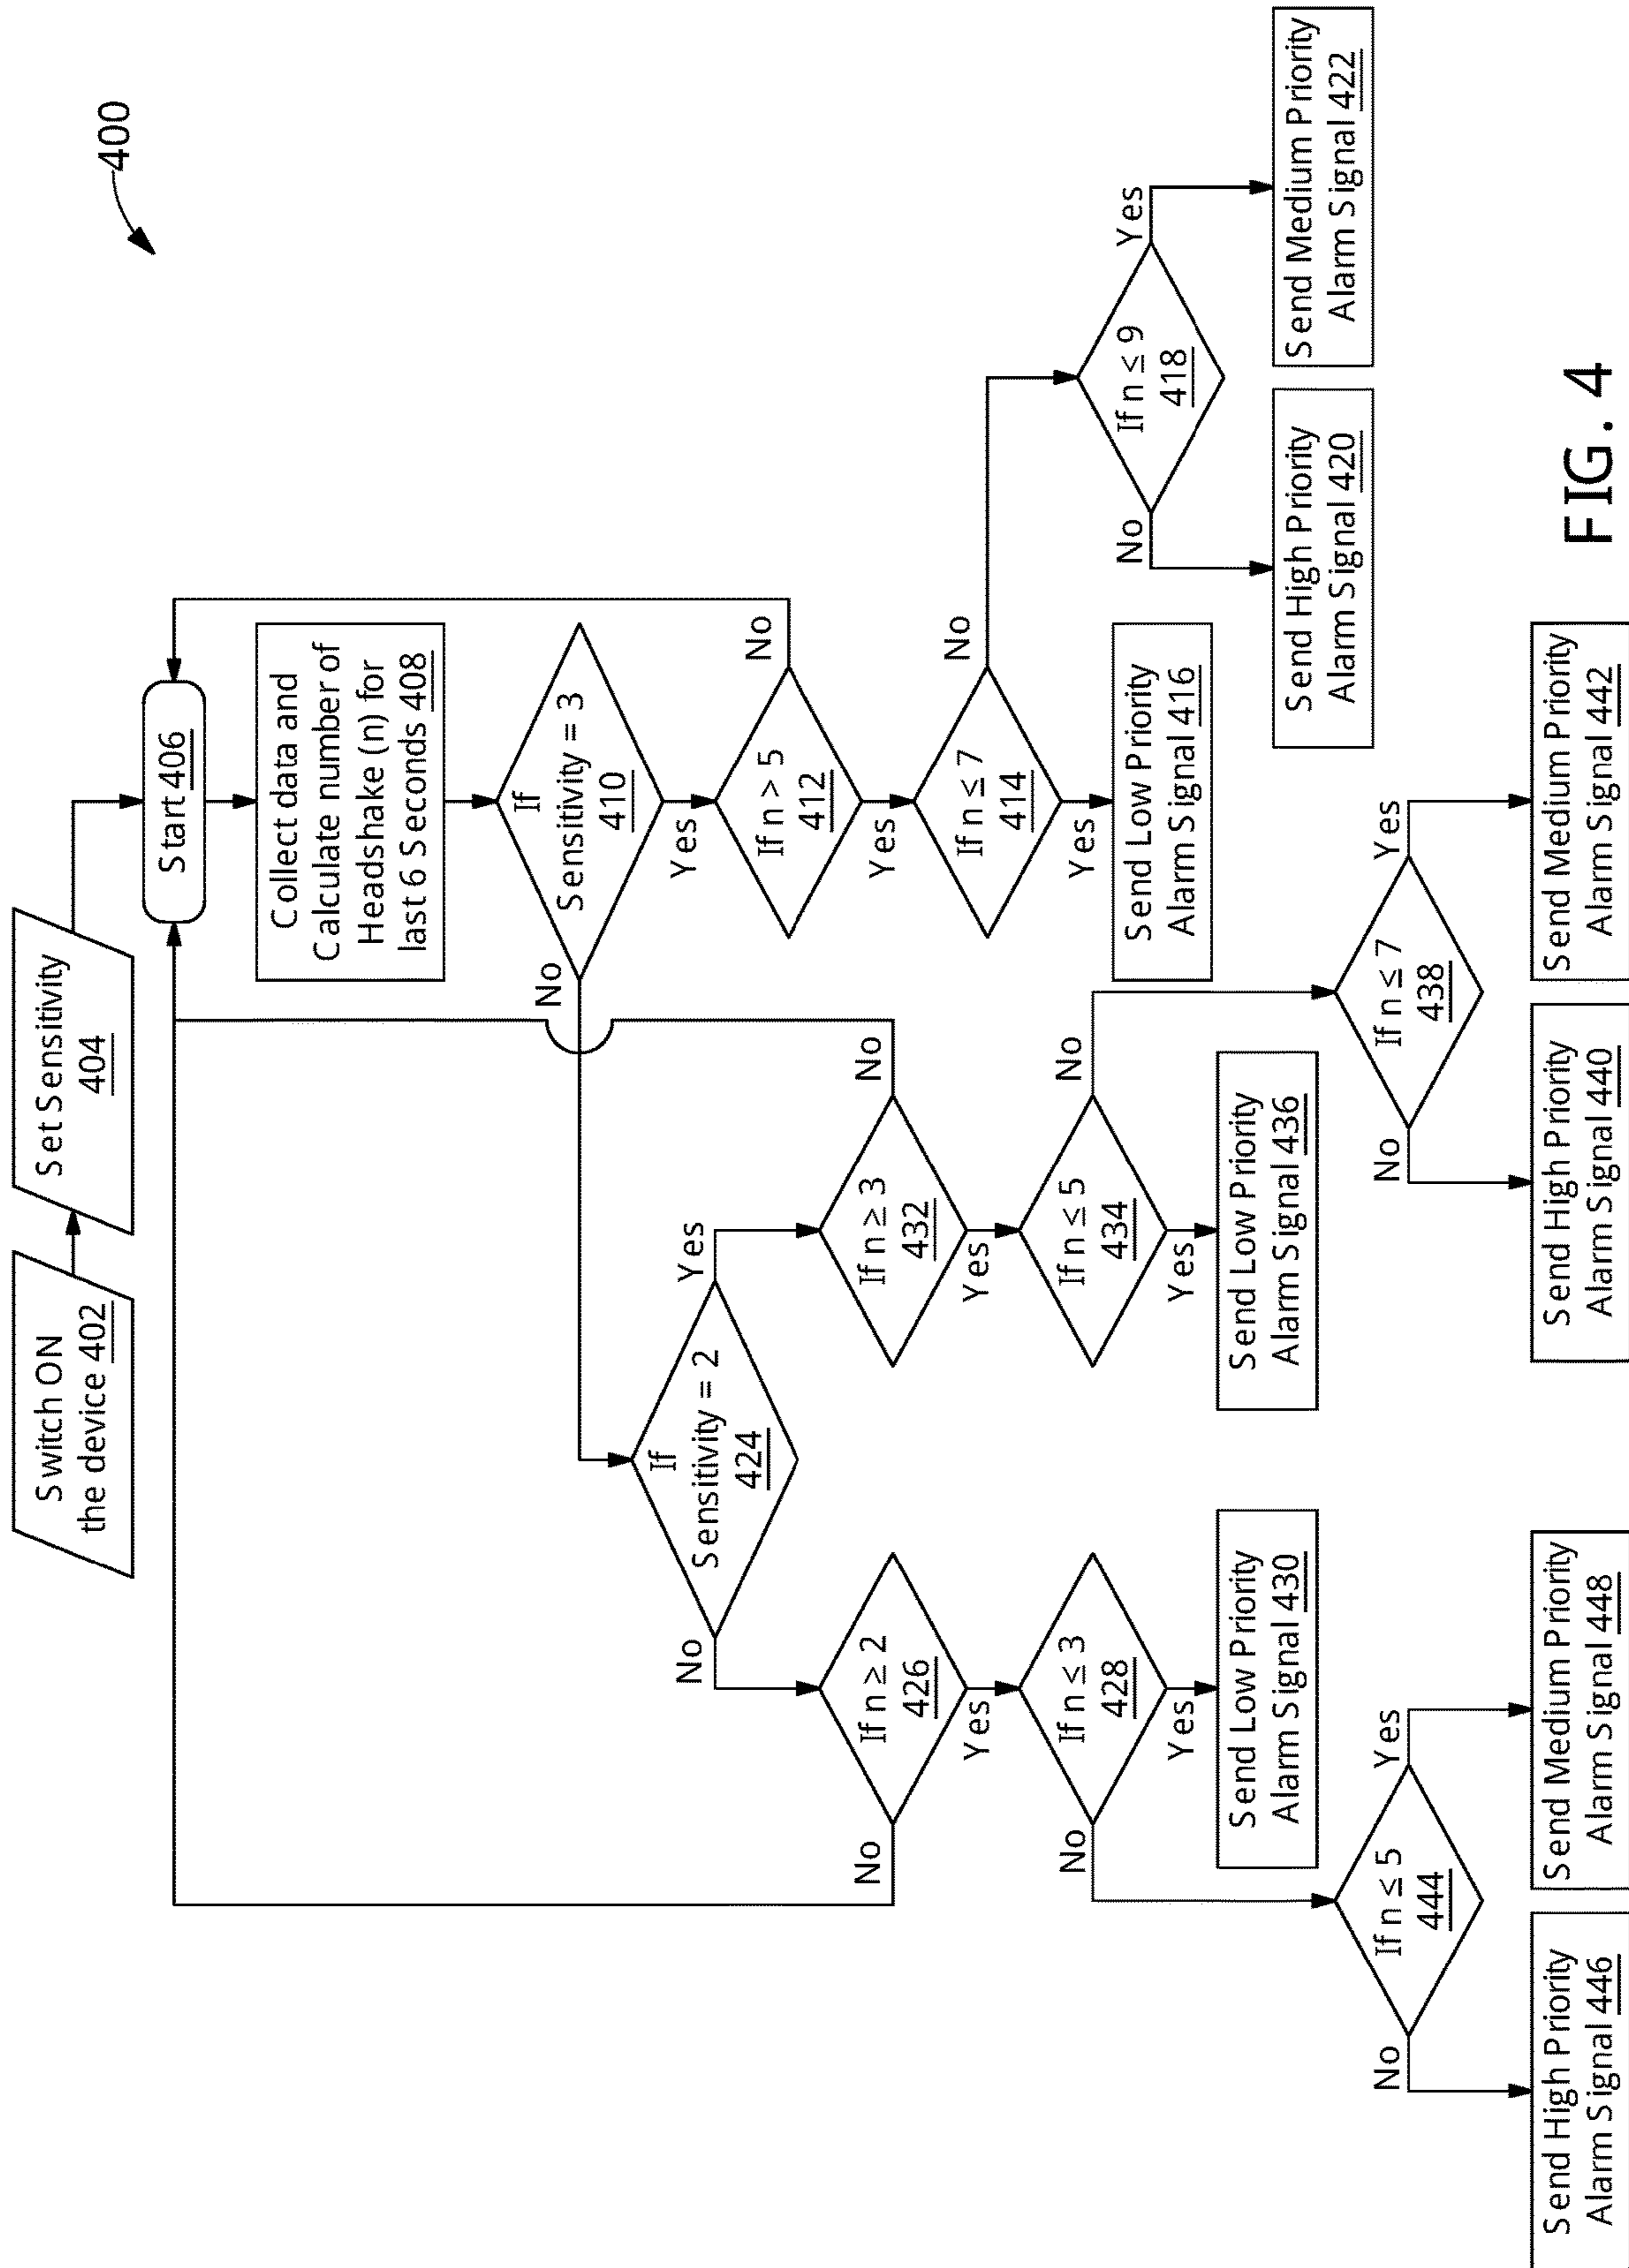 400
Switch ON
the device 402
Set Sensitivity
404
Start 406
Collect data and
Calculate number of
Headshake (n) for
last 6 Seconds 408
If
Sensitivity = 3
410
No
Yes
If n > 5
412
No
Yes
If n ≤ 7
414
No
Yes
Send Low Priority
Alarm Signal 416
If n ≤ 9
418
No
Yes
Send High Priority
Alarm Signal 420
Send Medium Priority
Alarm Signal 422
If
Sensitivity = 2
424
No
Yes
If n ≥ 2
426
No
Yes
If n ≤ 3
428
No
Yes
Send Low Priority
Alarm Signal 430
If n ≥ 3
432
No
Yes
If n ≤ 5
434
No
Yes
Send Low Priority
Alarm Signal 436
If n ≤ 7
438
No
Yes
Send High Priority
Alarm Signal 440
Send Medium Priority
Alarm Signal 442
If n ≤ 5
444
No
Yes
Send High Priority
Alarm Signal 446
Send Medium Priority
Alarm Signal 448
FIG. 4